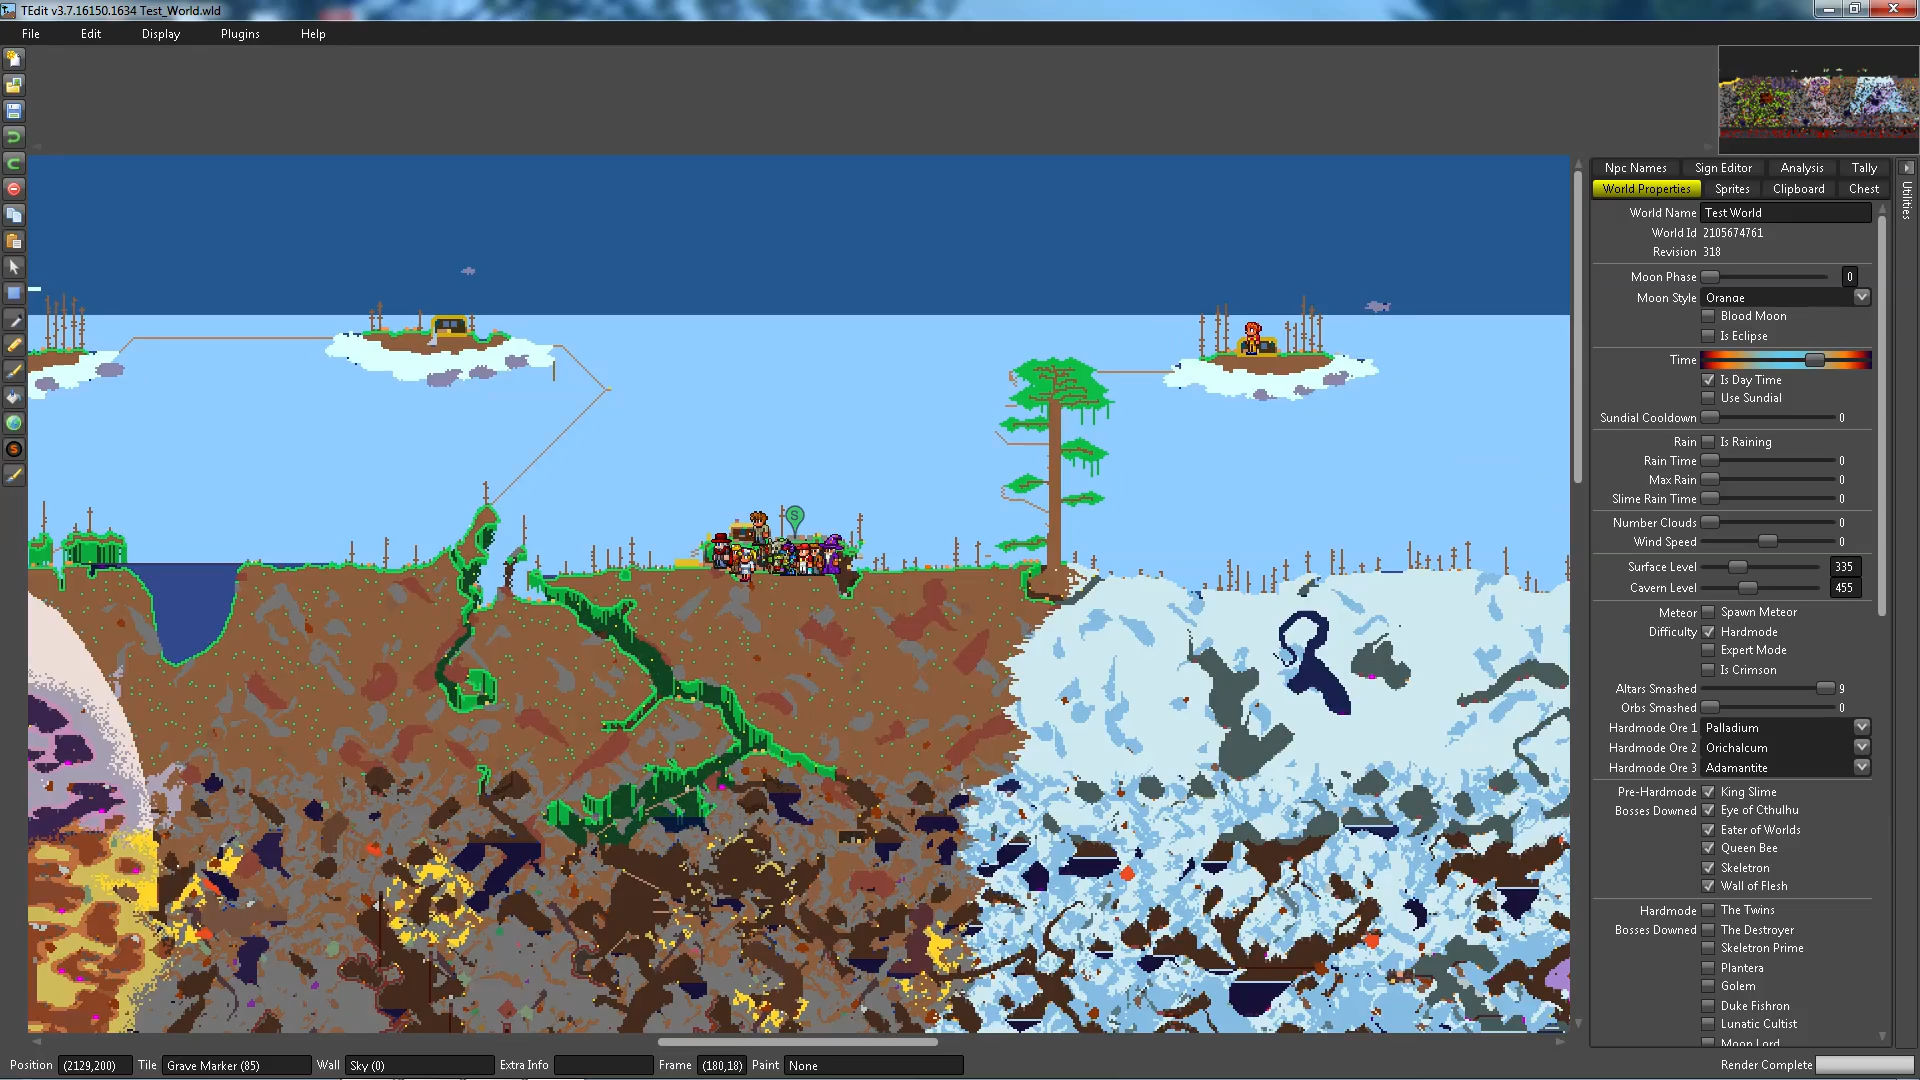 TEdit v3.7.16150.1634 Test_World.wld
File Edit Display Plugins Help
S
Npc Names Sign Editor Analysis Tally
World Properties Sprites Clipboard Chest
Utilities
World Name Test World
World Id 2105674761
Revision 318
Moon Phase 0
Moon Style Orange
Blood Moon
Is Eclipse
Time
Is Day Time
Use Sundial
Sundial Cooldown 0
Rain Is Raining
Rain Time 0
Max Rain 0
Slime Rain Time 0
Number Clouds 0
Wind Speed 0
Surface Level 335
Cavern Level 455
Meteor Spawn Meteor
Difficulty Hardmode
Expert Mode
Is Crimson
Altars Smashed 9
Orbs Smashed 0
Hardmode Ore 1 Palladium
Hardmode Ore 2 Orichalcum
Hardmode Ore 3 Adamantite
Pre-Hardmode King Slime
Bosses Downed Eye of Cthulhu
Eater of Worlds
Queen Bee
Skeletron
Wall of Flesh
Hardmode The Twins
Bosses Downed The Destroyer
Skeletron Prime
Plantera
Golem
Duke Fishron
Lunatic Cultist
Moon Lord
Position (2129,200) Tile Grave Marker (85) Wall Sky (0) Extra Info Frame (180,18) Paint None Render Complete